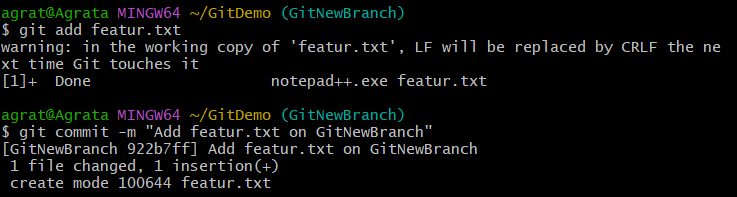 agrat@Agrata MINGW64 ~/GitDemo (GitNewBranch)
$ git add featur.txt
warning: in the working copy of 'featur.txt', LF will be replaced by CRLF the ne
xt time Git touches it
[1]+  Done                    notepad++.exe featur.txt

agrat@Agrata MINGW64 ~/GitDemo (GitNewBranch)
$ git commit -m "Add featur.txt on GitNewBranch"
[GitNewBranch 922b7ff] Add featur.txt on GitNewBranch
 1 file changed, 1 insertion(+)
 create mode 100644 featur.txt